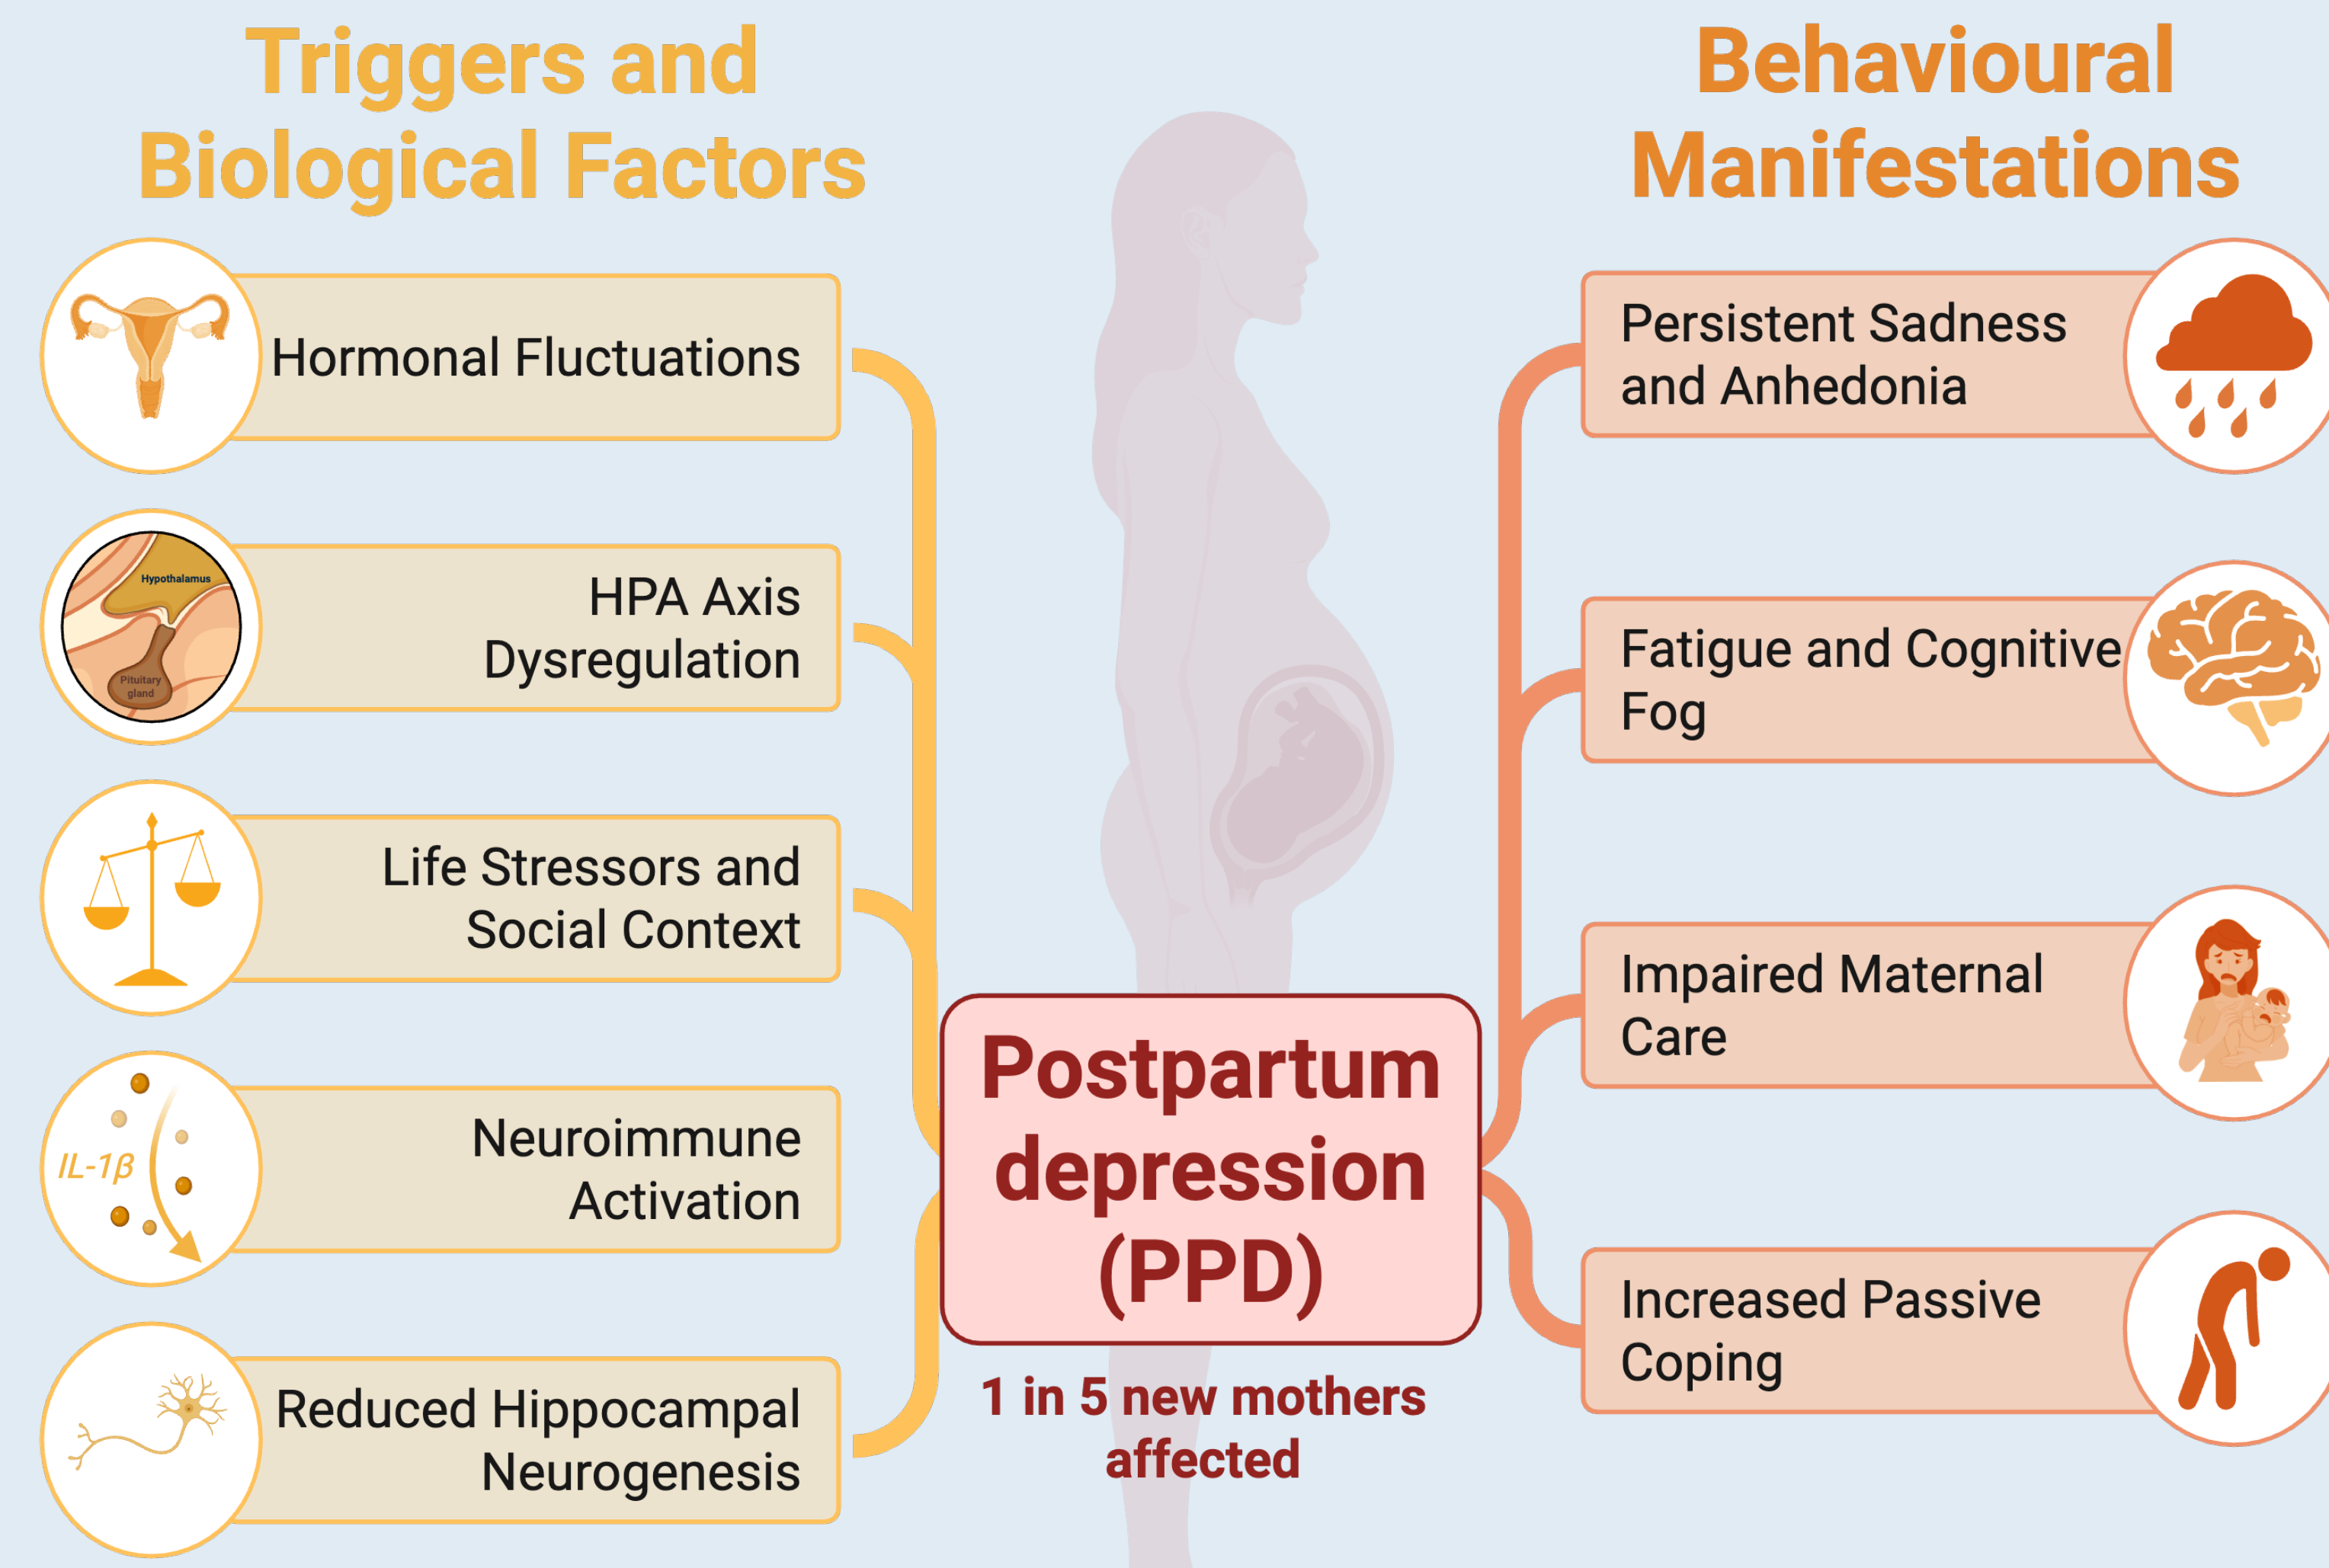 Triggers and
Biological Factors
Hormonal Fluctuations
Hypothalamus
Pituitary
gland
HPA Axis
Dysregulation
Life Stressors and
Social Context
IL-1β
Neuroimmune
Activation
Reduced Hippocampal
Neurogenesis
Postpartum
depression
(PPD)
1 in 5 new mothers
affected
Behavioural
Manifestations
Persistent Sadness
and Anhedonia
Fatigue and Cognitive
Fog
Impaired Maternal
Care
Increased Passive
Coping